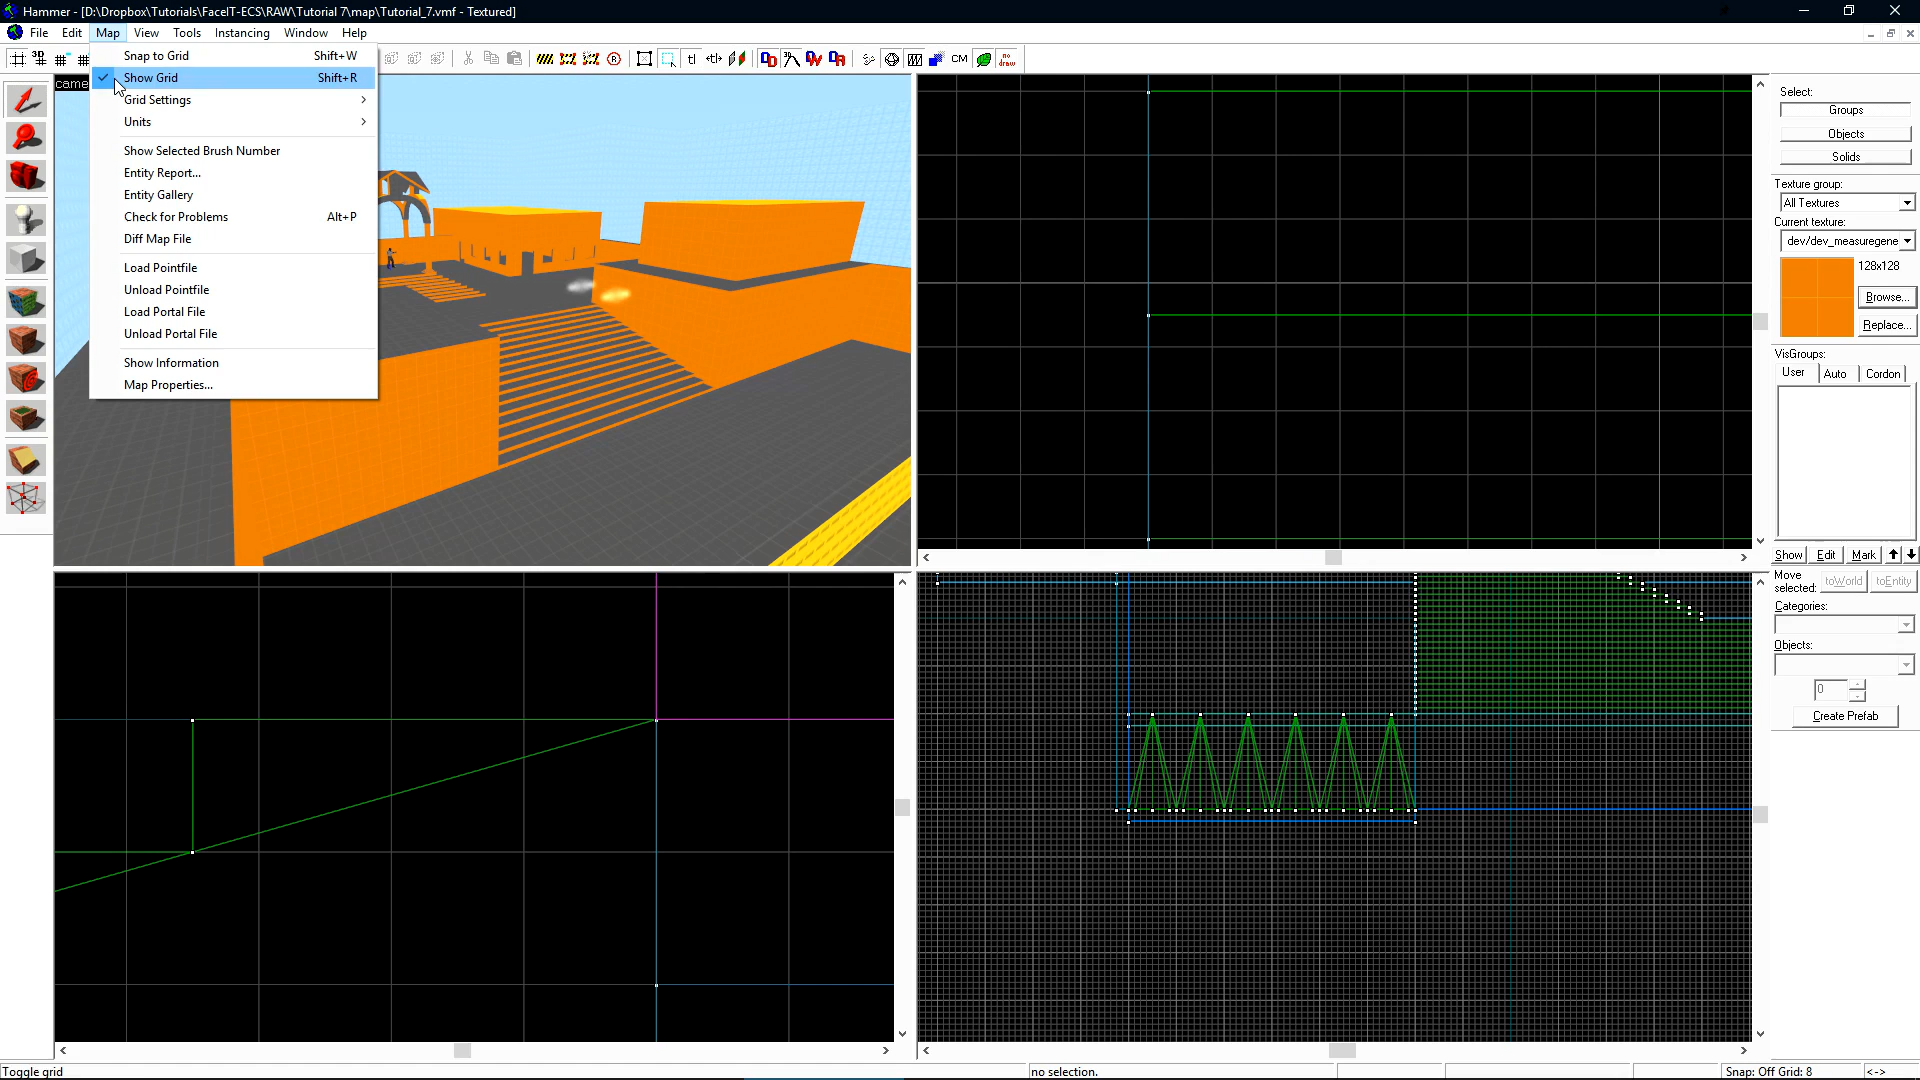 Hammer - [D:\Dropbox\Tutorials\FaceIT-ECS\RAW\Tutorial 7\map\Tutorial_7.vmf - Textured]
File Edit Map View Tools Instancing Window Help
Snap to Grid Shift+W
Show Grid Shift+R
Grid Settings
Units
Show Selected Brush Number
Entity Report...
Entity Gallery
Check for Problems Alt+P
Diff Map File
Load Pointfile
Unload Pointfile
Load Portal File
Unload Portal File
Show Information
Map Properties...
3D
CM
no draw
came
Select:
Groups
Objects
Solids
Texture group:
All Textures
Current texture:
dev/dev_measuregene
128x128
Browse...
Replace...
VisGroups:
User Auto Cordon
Show Edit Mark
Move selected: toWorld toEntity
Categories:
Objects:
0
Create Prefab
Toggle grid
no selection.
Snap: Off Grid: 8
<->